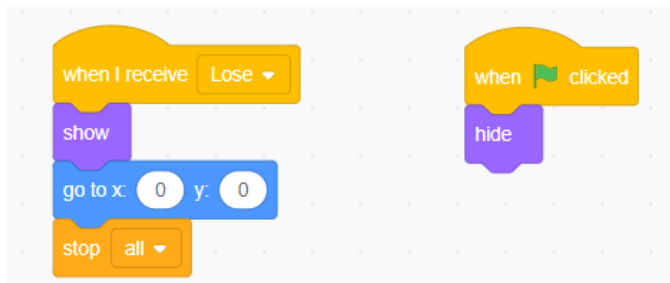 when I receive Lose
show
go to x: 0 y: 0
stop all
when clicked
hide